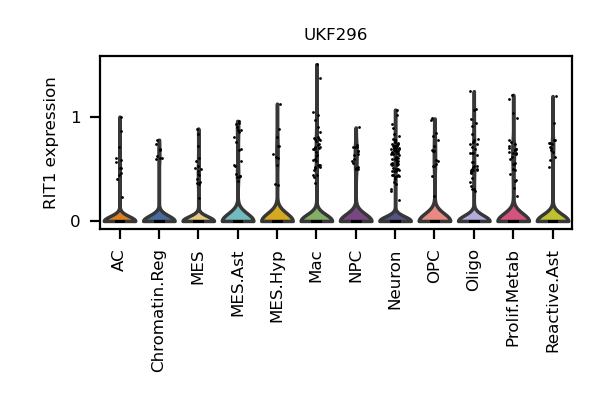 UKF296
RIT1 expression
1
0
AC
Chromatin.Reg
MES
MES.Ast
MES.Hyp
Mac
NPC
Neuron
OPC
Oligo
Prolif.Metab
Reactive.Ast